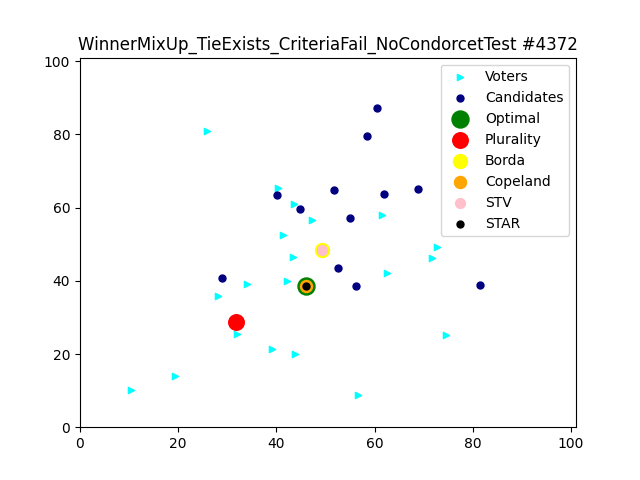 WinnerMixUp_TieExists_CriteriaFail_NoCondorcetTest #4372
100
80
60
40
20
0
0 20 40 60 80 100
Voters
Candidates
Optimal
Plurality
Borda
Copeland
STV
STAR